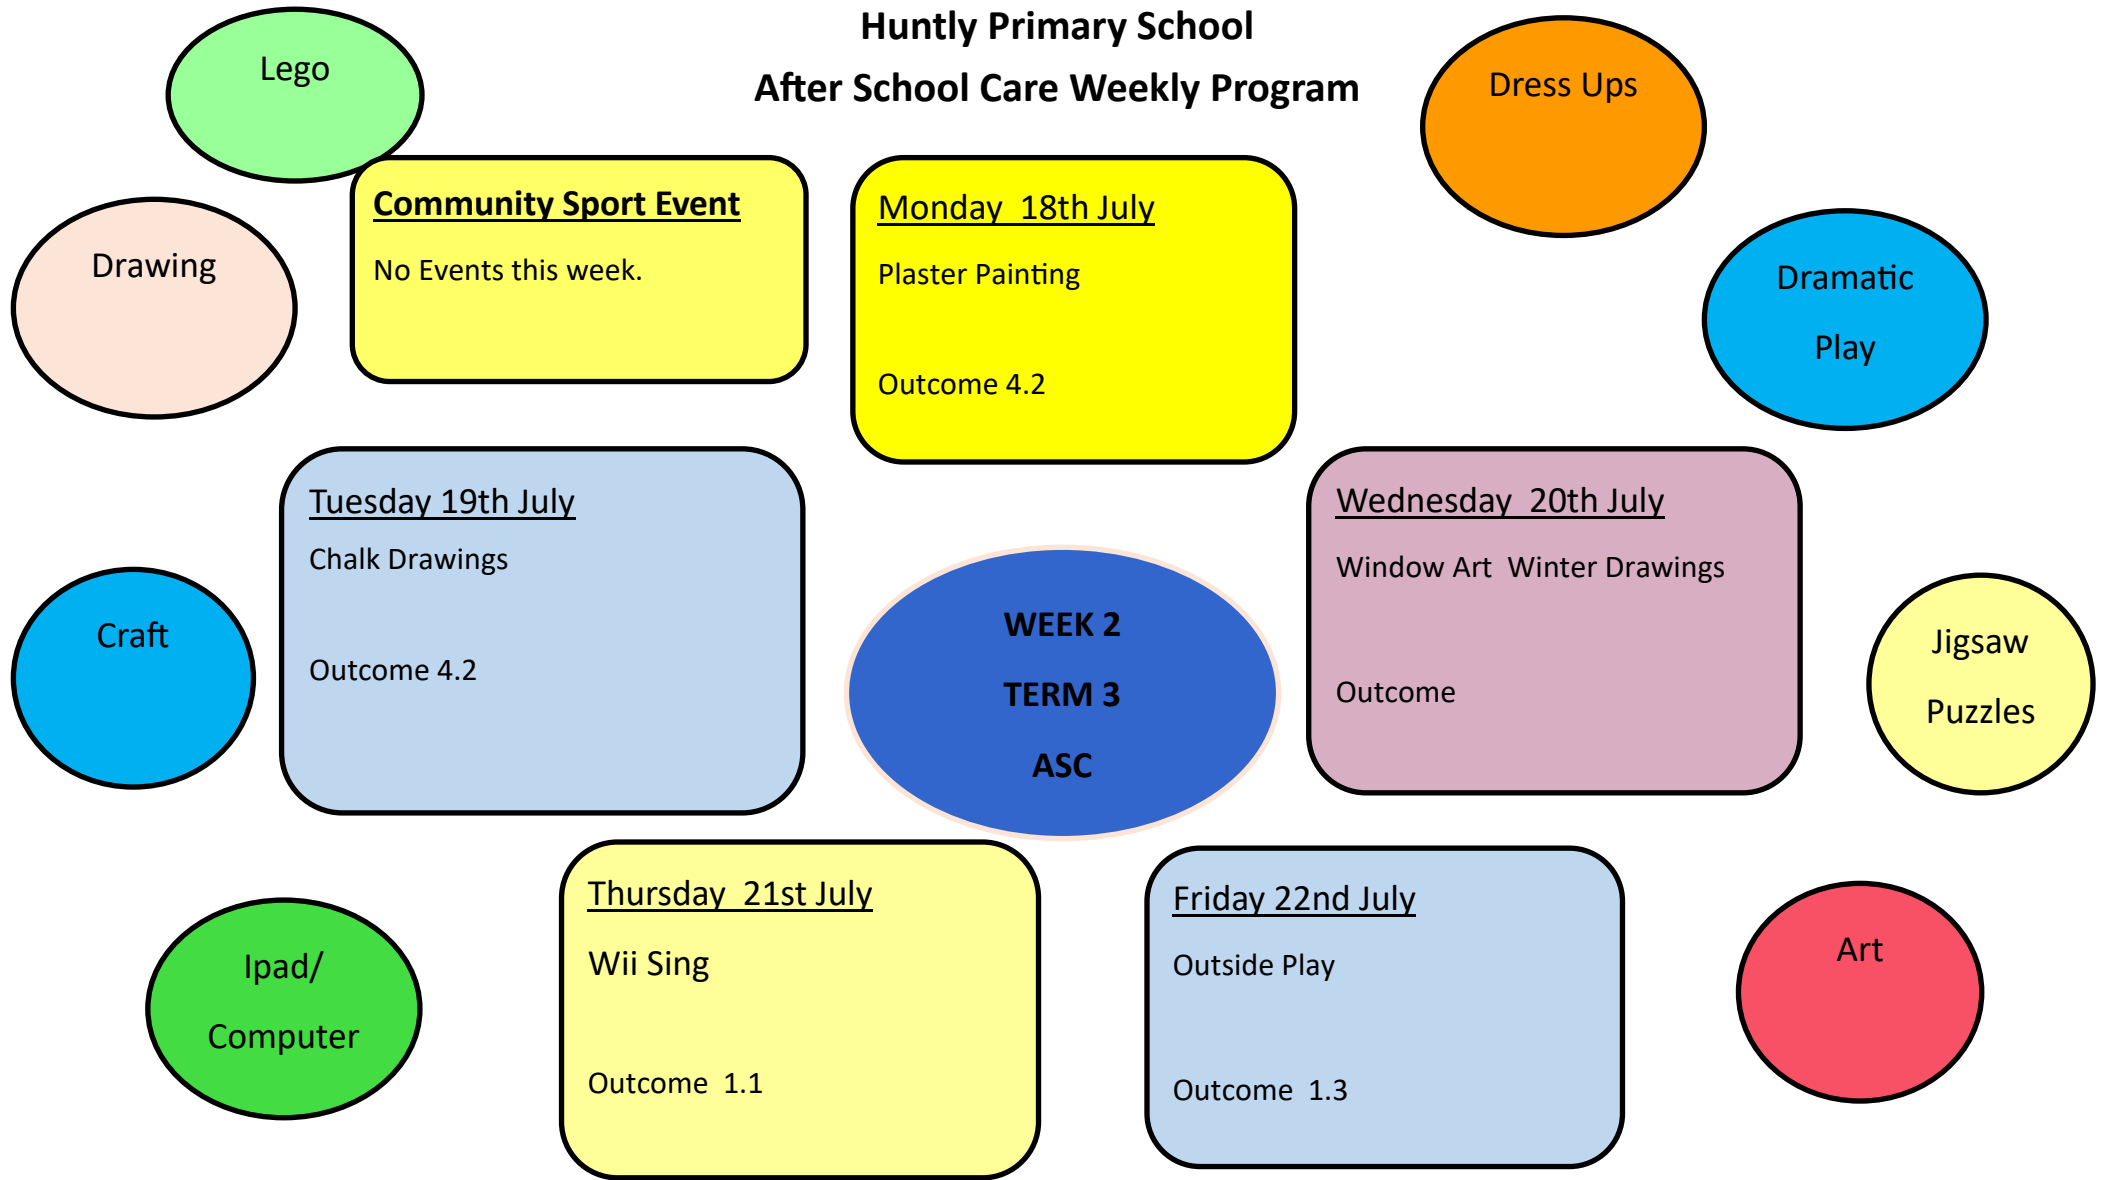 Huntly Primary School
After School Care Weekly Program
Lego
Dress Ups
Drawing
Dramatic
Play
Community Sport Event
No Events this week.
Monday  18th July
Plaster Painting
Outcome 4.2
Tuesday 19th July
Chalk Drawings
Outcome 4.2
WEEK 2
TERM 3
ASC
Wednesday  20th July
Window Art  Winter Drawings
Outcome
Craft
Jigsaw
Puzzles
Ipad/
Computer
Thursday  21st July
Wii Sing
Outcome  1.1
Friday 22nd July
Outside Play
Outcome  1.3
Art